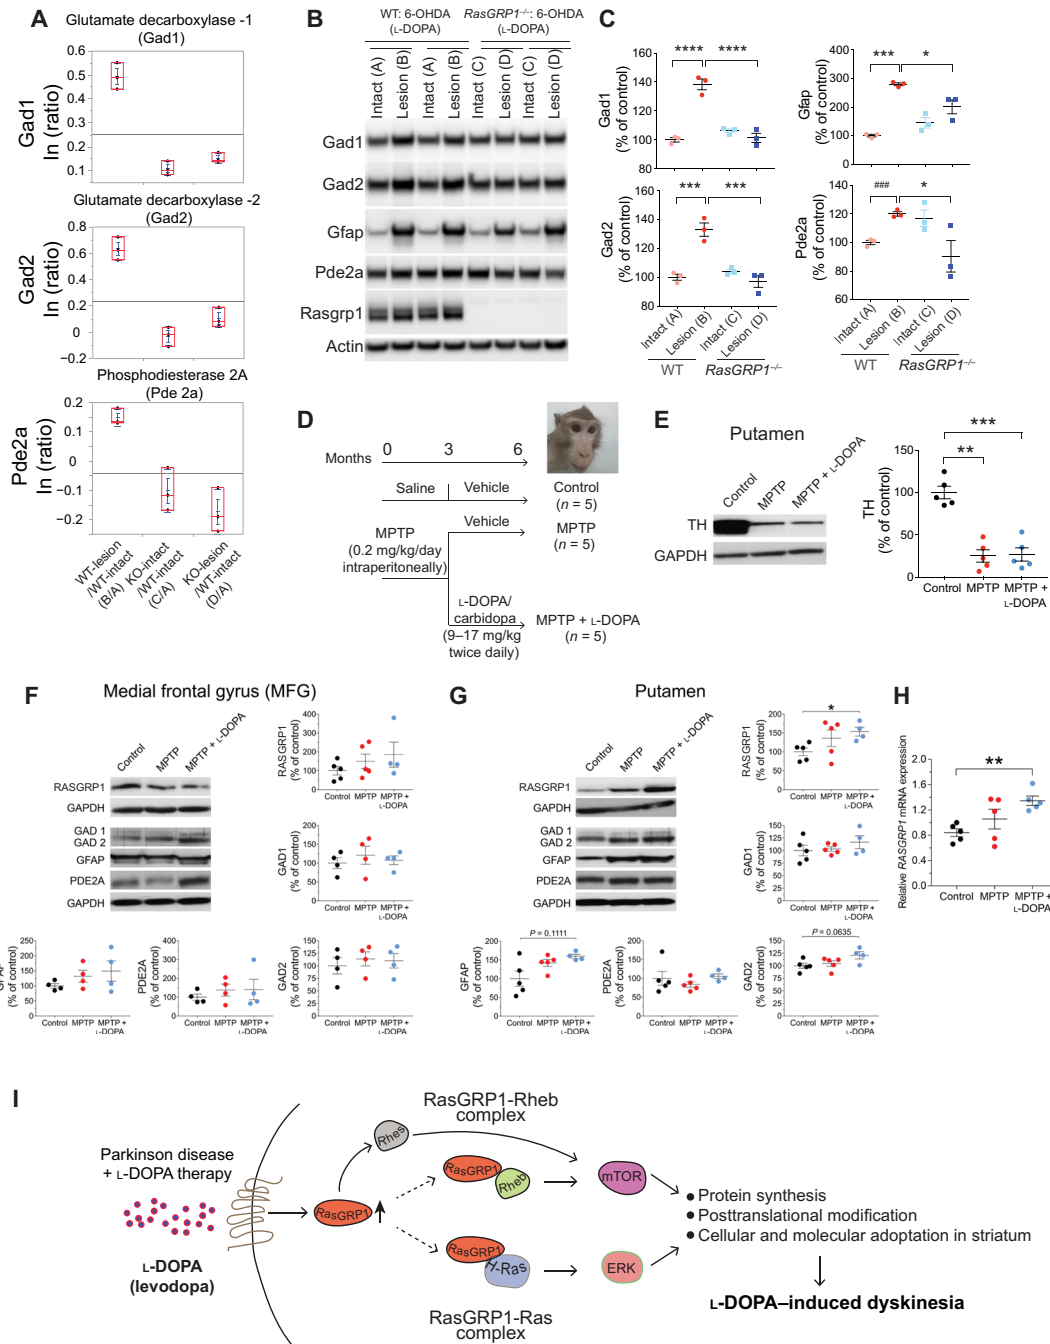 A
Glutamate decarboxylase -1
(Gad1)
Gad1
ln (ratio)
0.6
0.5
0.4
0.3
0.2
0.1
Glutamate decarboxylase -2
(Gad2)
Gad2
ln (ratio)
0.8
0.6
0.4
0.2
0
−0.2
Phosphodiesterase 2A
(Pde 2a)
Pde2a
ln (ratio)
0.2
0.1
0
−0.1
−0.2
WT-lesion
/WT-intact
(B/A)
KO-intact
/WT-intact
(C/A)
KO-lesion
/WT-intact
(D/A)
B
WT: 6-OHDA
(L-DOPA)
RasGRP1−/−: 6-OHDA
(L-DOPA)
Intact (A)
Lesion (B)
Intact (A)
Lesion (B)
Intact (C)
Lesion (D)
Intact (C)
Lesion (D)
Gad1
Gad2
Gfap
Pde2a
Rasgrp1
Actin
C
Gad1
(% of control)
160
140
120
100
80
**** ****
Gfap
(% of control)
400
300
200
100
0
*** *
Gad2
(% of control)
160
140
120
100
80
*** ***
Pde2a
(% of control)
140
120
100
80
60
### *
Intact (A)
Lesion (B)
Intact (C)
Lesion (D)
WT
RasGRP1−/−
Intact (A)
Lesion (B)
Intact (C)
Lesion (D)
WT
RasGRP1−/−
D
Months
0 3 6
Saline
Vehicle
Control
(n = 5)
MPTP
(0.2 mg/kg/day
intraperitoneally)
Vehicle
MPTP
(n = 5)
L-DOPA/
carbidopa
(9–17 mg/kg
twice daily)
MPTP + L-DOPA
(n = 5)
E
Putamen
Control
MPTP
MPTP + L-DOPA
TH
GAPDH
TH
(% of control)
150
100
50
0
***
**
Control
MPTP
MPTP +
L-DOPA
F
Medial frontal gyrus (MFG)
Control
MPTP
MPTP + L-DOPA
RASGRP1
GAPDH
GAD 1
GAD 2
GFAP
PDE2A
GAPDH
RASGRP1
(% of control)
400
300
200
100
0
Control MPTP MPTP +
L-DOPA
GAD1
(% of control)
200
150
100
50
0
Control MPTP MPTP +
L-DOPA
GFAP
(% of control)
250
200
150
100
50
0
Control MPTP MPTP +
L-DOPA
PDE2A
(% of control)
400
300
200
100
0
Control MPTP MPTP +
L-DOPA
GAD2
(% of control)
150
125
100
75
50
25
0
Control MPTP MPTP +
L-DOPA
G
Putamen
Control
MPTP
MPTP + L-DOPA
RASGRP1
GAPDH
GAD 1
GAD 2
GFAP
PDE2A
GAPDH
RASGRP1
(% of control)
200
150
100
50
0
*
Control MPTP MPTP +
L-DOPA
GAD1
(% of control)
150
125
100
75
50
25
0
Control MPTP MPTP +
L-DOPA
GFAP
(% of control)
200
150
100
50
0
P = 0.1111
Control MPTP MPTP +
L-DOPA
PDE2A
(% of control)
200
150
100
50
0
Control MPTP MPTP +
L-DOPA
GAD2
(% of control)
150
125
100
75
50
25
0
P = 0.0635
Control MPTP MPTP +
L-DOPA
H
Relative RASGRP1 mRNA expression
2.0
1.6
1.2
0.8
0.4
0.0
**
Control MPTP MPTP +
L-DOPA
I
Parkinson disease
+ L-DOPA therapy
L-DOPA
(levodopa)
RasGRP1
Rhes
RasGRP1-Rheb
complex
RasGRP1
Rheb
mTOR
RasGRP1
H-Ras
ERK
RasGRP1-Ras
complex
● Protein synthesis
● Posttranslational modification
● Cellular and molecular adoptation in striatum
L-DOPA–induced dyskinesia